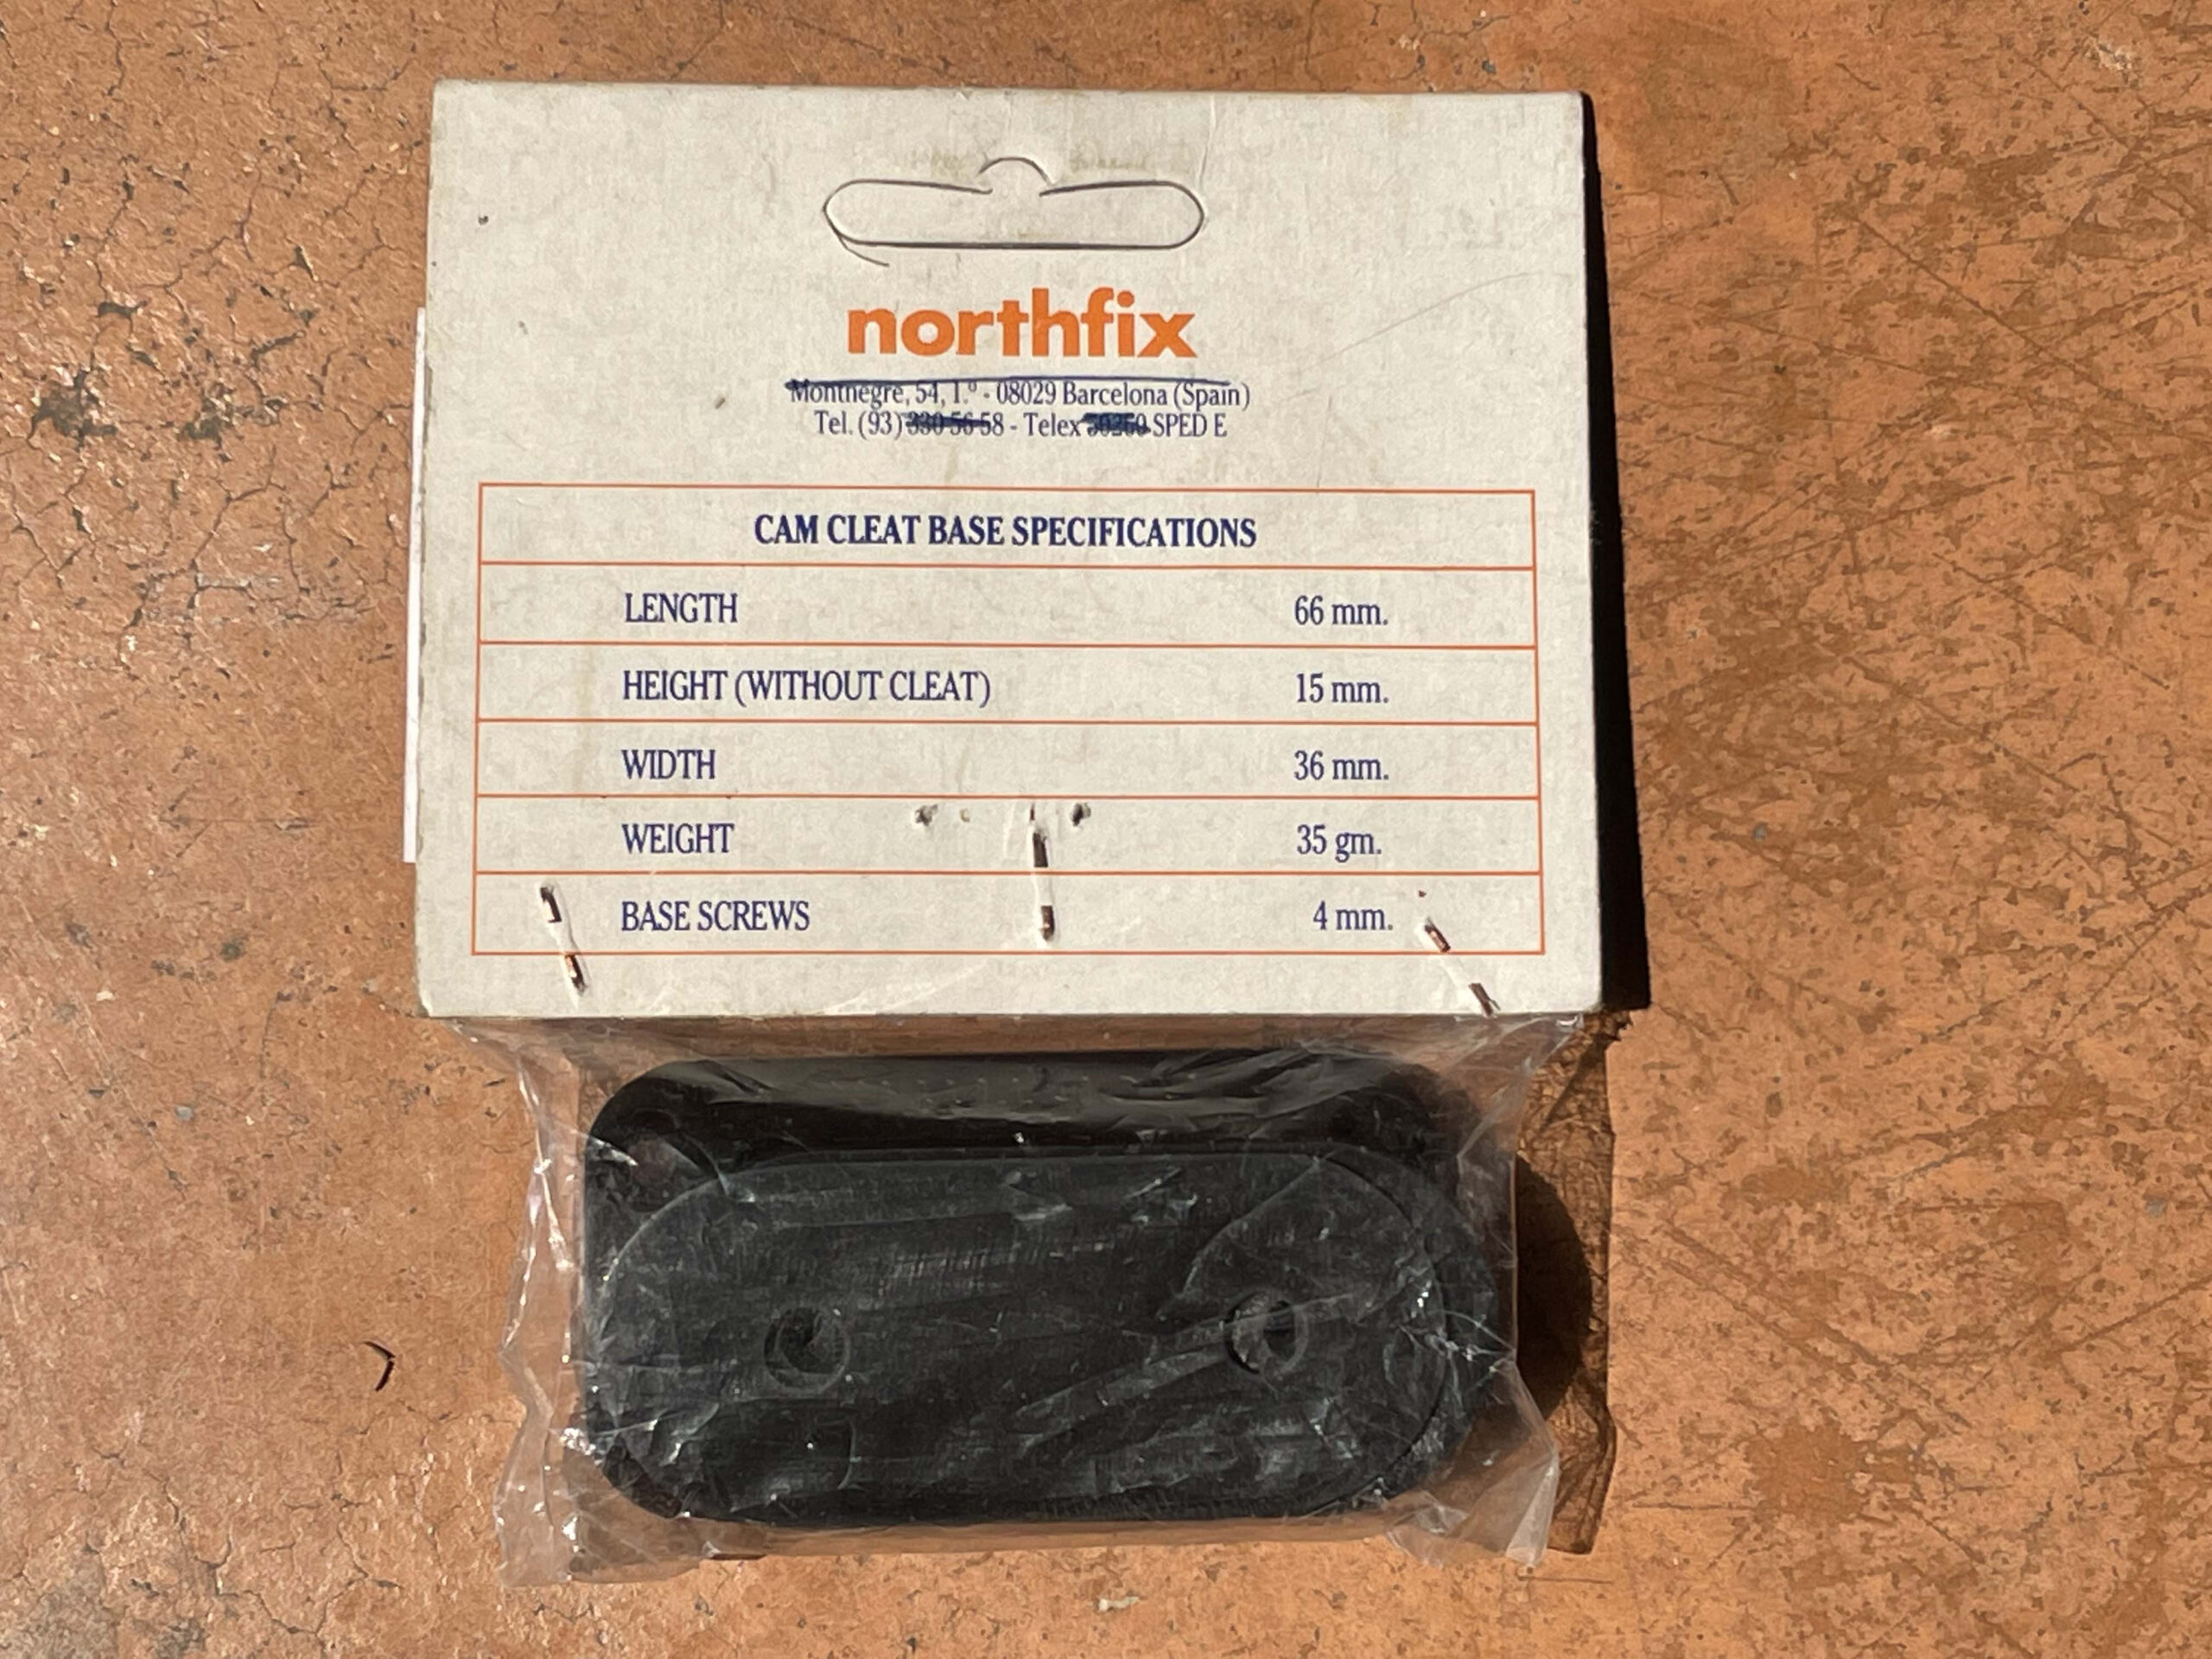 northfix
Montnegre, 54, 1.º - 08029 Barcelona (Spain)
Tel. (93) 330 56 58 - Telex SPED E
CAM CLEAT BASE SPECIFICATIONS
LENGTH 66 mm.
HEIGHT (WITHOUT CLEAT) 15 mm.
WIDTH 36 mm.
WEIGHT 35 gm.
BASE SCREWS 4 mm.